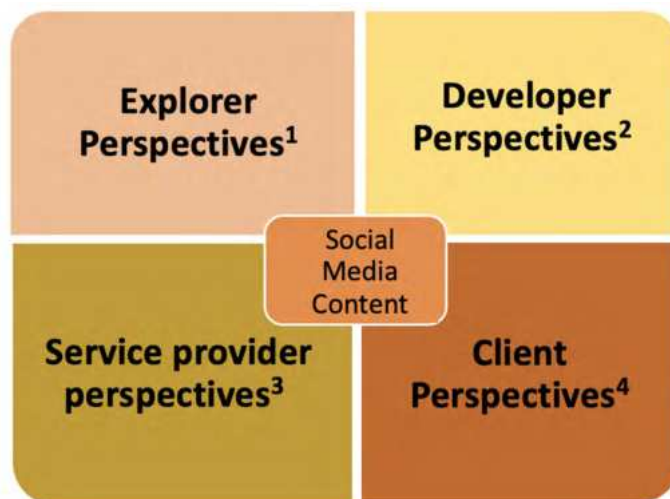 Explorer
Perspectives¹
Developer
Perspectives²
Social
Media
Content
Service provider
perspectives³
Client
Perspectives⁴